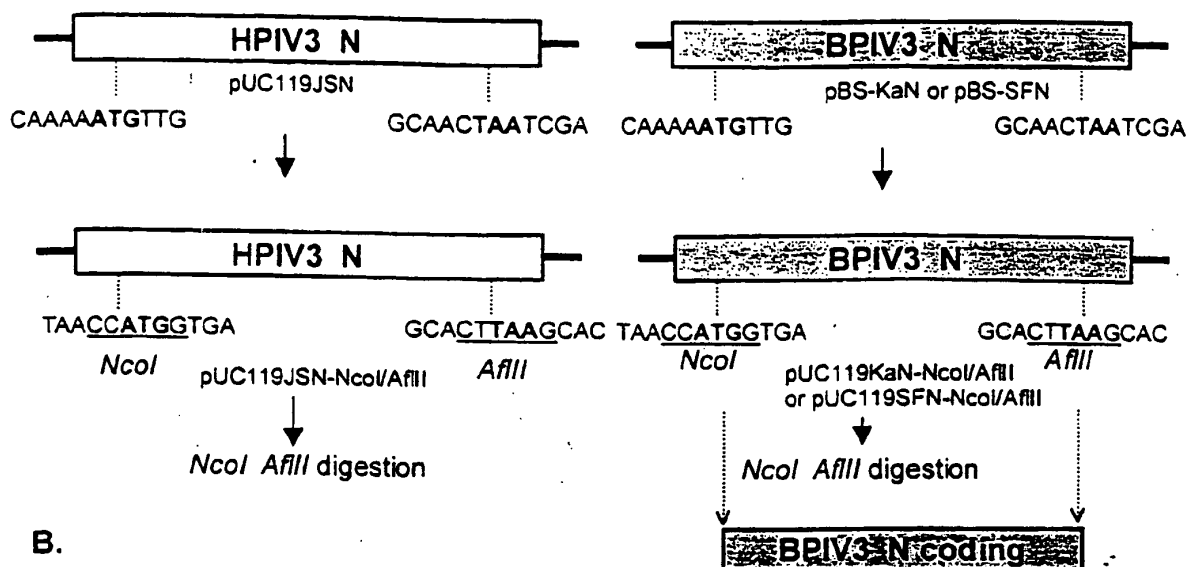 HPIV3 N
pUC119JSN
CAAAAATGTTG
GCAACTAATCGA
HPIV3 N
TAACCATGGTGA
GCACTTAAGCAC
NcoI
AflII
pUC119JSN-NcoI/AflII
NcoI AflII digestion
B.
BPIV3 N
pBS-KaN or pBS-SFN
CAAAAATGTTG
GCAACTAATCGA
BPIV3 N
TAACCATGGTGA
GCACTTAAGCAC
NcoI
AflII
pUC119KaN-NcoI/AflII
or pUC119SFN-NcoI/AflII
NcoI AflII digestion
BPIV3 N coding